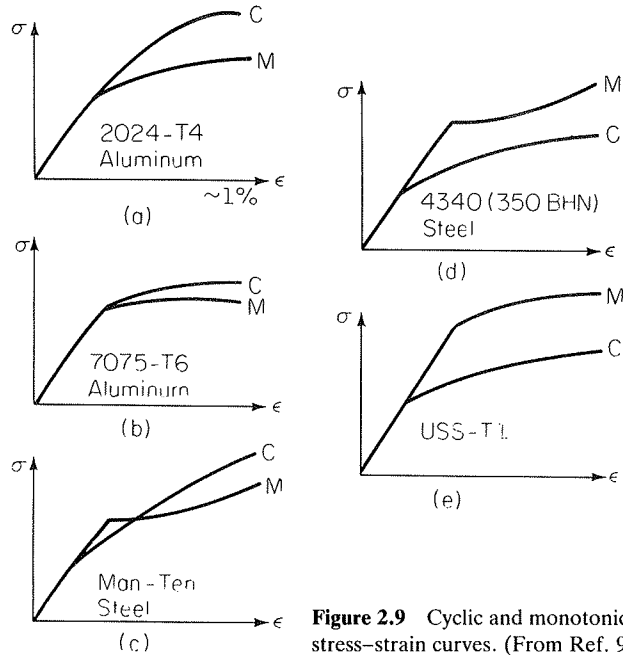 σ
C
M
2024-T4
Aluminum
ϵ
~1%
(a)
σ
C
M
7075-T6
Aluminum
ϵ
(b)
σ
C
M
Man-Ten
Steel
ϵ
(c)
σ
M
C
4340 (350 BHN)
Steel
ϵ
(d)
σ
M
C
USS-T1
ϵ
(e)
Figure 2.9 Cyclic and monotonic
stress–strain curves. (From Ref. 9